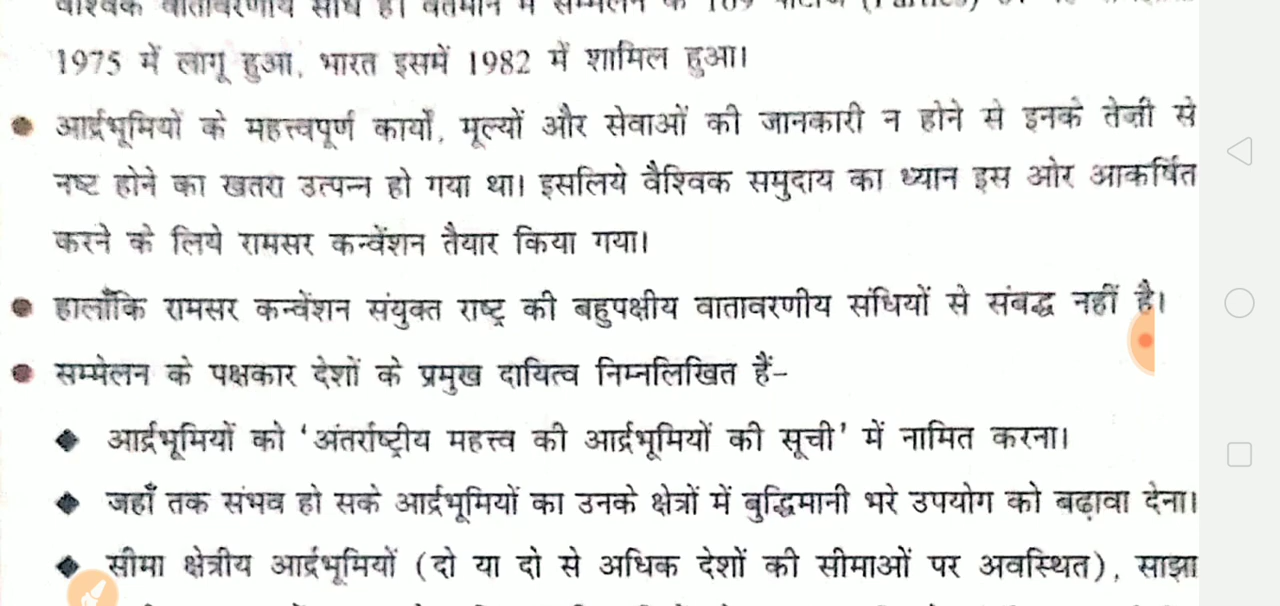 1975 में लागू हुआ, भारत इसमें 1982 में शामिल हुआ।
● आर्द्रभूमियों के महत्त्वपूर्ण कार्यों, मूल्यों और सेवाओं की जानकारी न होने से इनके तेज़ी से
नष्ट होने का खतरा उत्पन्न हो गया था। इसलिये वैश्विक समुदाय का ध्यान इस ओर आकर्षित
करने के लिये रामसर कन्वेंशन तैयार किया गया।
● हालाँकि रामसर कन्वेंशन संयुक्त राष्ट्र की बहुपक्षीय वातावरणीय संधियों से संबद्ध नहीं है।
● सम्मेलन के पक्षकार देशों के प्रमुख दायित्व निम्नलिखित हैं–
◆ आर्द्रभूमियों को ‘अंतर्राष्ट्रीय महत्त्व की आर्द्रभूमियों की सूची’ में नामित करना।
◆ जहाँ तक संभव हो सके आर्द्रभूमियों का उनके क्षेत्रों में बुद्धिमानी भरे उपयोग को बढ़ावा देना।
◆ सीमा क्षेत्रीय आर्द्रभूमियों (दो या दो से अधिक देशों की सीमाओं पर अवस्थित), साझा